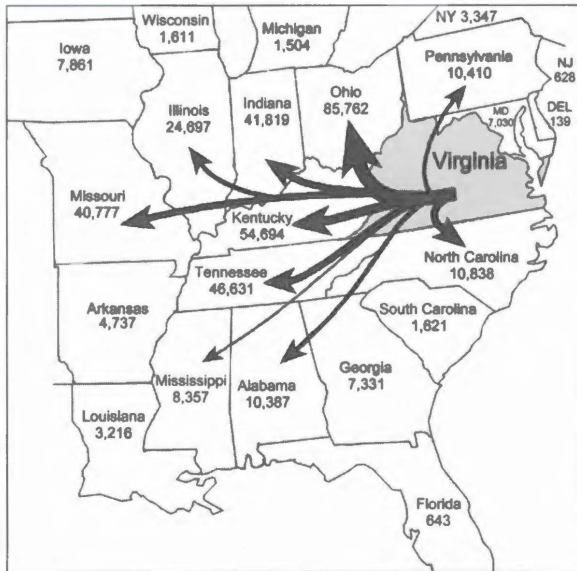 NY 3,347
Wisconsin
1,611
Michigan
1,504
Iowa
7,861
Pennsylvania
10,410
NJ
628
Ohio
85,762
Indiana
41,819
Illinois
24,697
MD
7,030
DEL
139
Virginia
Missouri
40,777
Kentucky
54,694
North Carolina
10,838
Tennessee
46,631
Arkansas
4,737
South Carolina
1,621
Georgia
7,331
Mississippi
8,357
Alabama
10,387
Louisiana
3,216
Florida
643